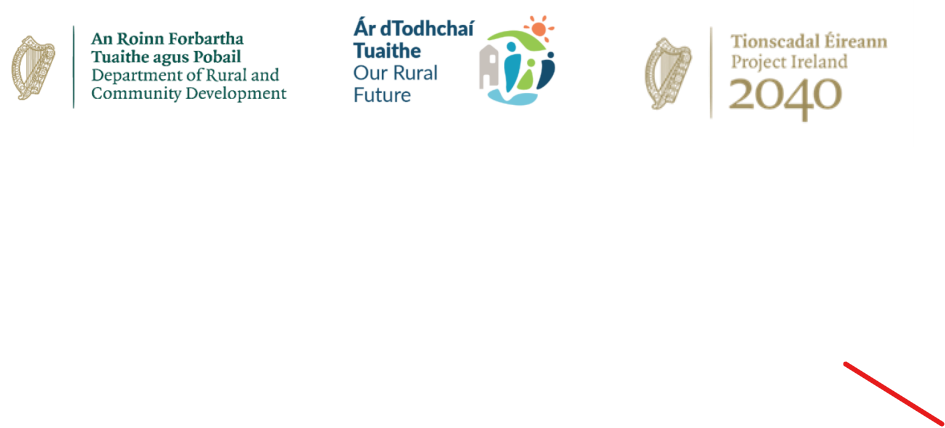 An Roinn Forbartha
Tuaithe agus Pobail
Department of Rural and
Community Development
Ár dTodhchaí
Tuaithe
Our Rural
Future
Tionscadal Éireann
Project Ireland
2040